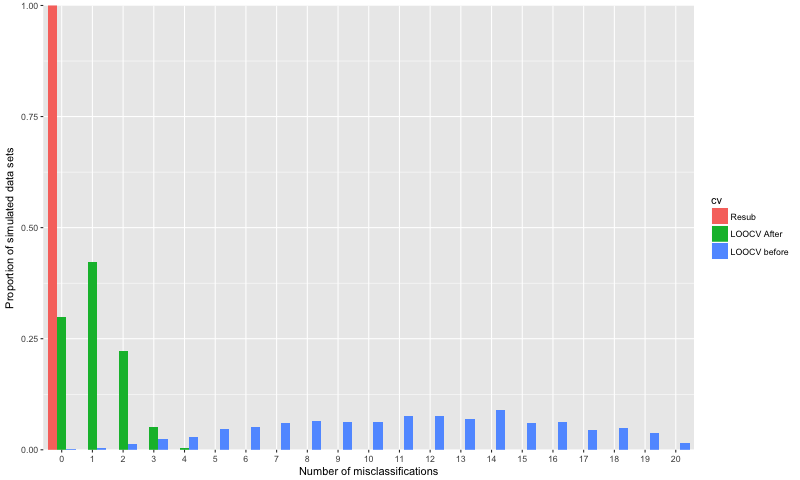 1.00
0.75
0.50
0.25
0.00
Proportion of simulated data sets
0 1 2 3 4 5 6 7 8 9 10 11 12 13 14 15 16 17 18 19 20
Number of misclassifications
cv
Resub
LOOCV After
LOOCV before